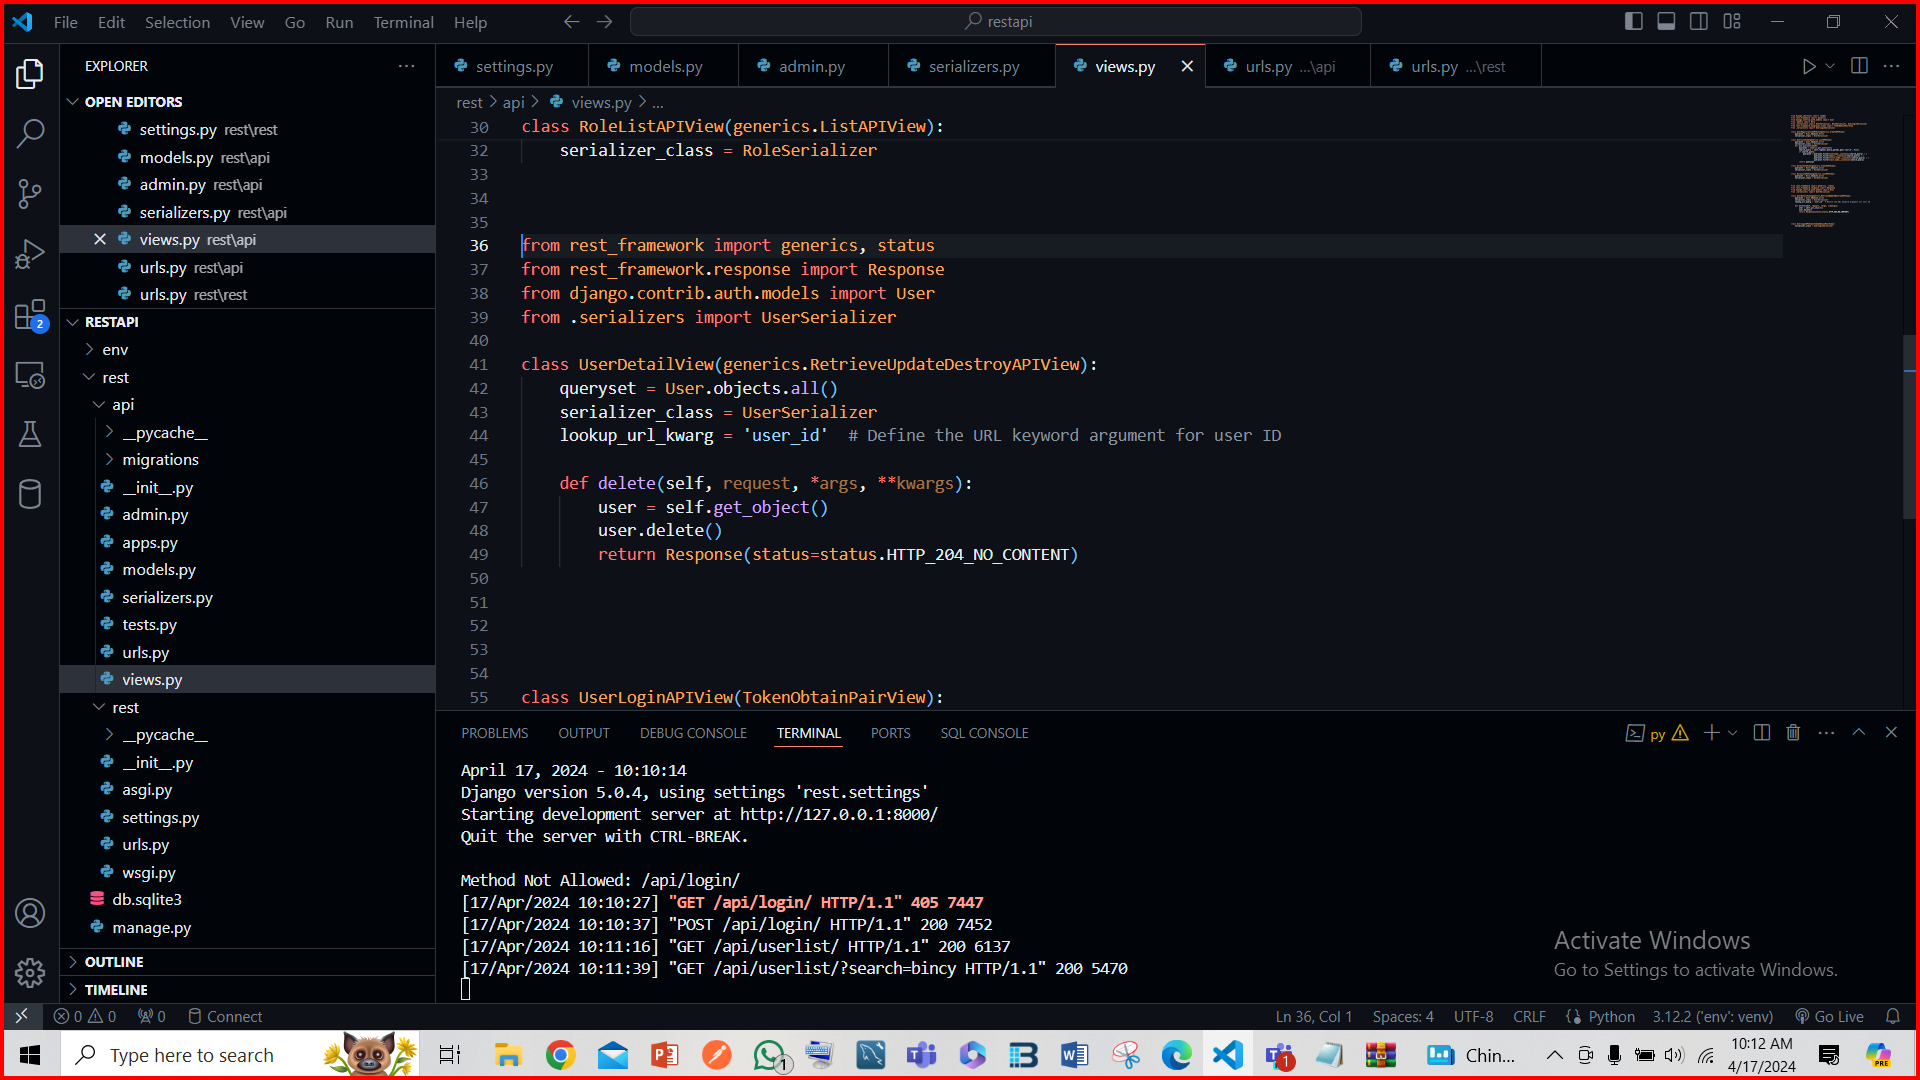 File Edit Selection View Go Run Terminal Help
restapi
EXPLORER
OPEN EDITORS
settings.py rest\rest
models.py rest\api
admin.py rest\api
serializers.py rest\api
views.py rest\api
urls.py rest\api
urls.py rest\rest
RESTAPI
env
rest
api
__pycache__
migrations
__init__.py
admin.py
apps.py
models.py
serializers.py
tests.py
urls.py
views.py
rest
__pycache__
__init__.py
asgi.py
settings.py
urls.py
wsgi.py
db.sqlite3
manage.py
OUTLINE
TIMELINE
2
settings.py models.py admin.py serializers.py views.py urls.py ...\api urls.py ...\rest
rest > api > views.py > ...
30 class RoleListAPIView(generics.ListAPIView):
32 serializer_class = RoleSerializer
33
34
35
36 from rest_framework import generics, status
37 from rest_framework.response import Response
38 from django.contrib.auth.models import User
39 from .serializers import UserSerializer
40
41 class UserDetailView(generics.RetrieveUpdateDestroyAPIView):
42 queryset = User.objects.all()
43 serializer_class = UserSerializer
44 lookup_url_kwarg = 'user_id'  # Define the URL keyword argument for user ID
45
46 def delete(self, request, *args, **kwargs):
47 user = self.get_object()
48 user.delete()
49 return Response(status=status.HTTP_204_NO_CONTENT)
50
51
52
53
54
55 class UserLoginAPIView(TokenObtainPairView):
PROBLEMS OUTPUT DEBUG CONSOLE TERMINAL PORTS SQL CONSOLE
py
April 17, 2024 - 10:10:14
Django version 5.0.4, using settings 'rest.settings'
Starting development server at http://127.0.0.1:8000/
Quit the server with CTRL-BREAK.
Method Not Allowed: /api/login/
[17/Apr/2024 10:10:27] "GET /api/login/ HTTP/1.1" 405 7447
[17/Apr/2024 10:10:37] "POST /api/login/ HTTP/1.1" 200 7452
[17/Apr/2024 10:11:16] "GET /api/userlist/ HTTP/1.1" 200 6137
[17/Apr/2024 10:11:39] "GET /api/userlist/?search=bincy HTTP/1.1" 200 5470
Activate Windows
Go to Settings to activate Windows.
0 0 0 Connect
Ln 36, Col 1 Spaces: 4 UTF-8 CRLF Python 3.12.2 ('env': venv) Go Live
Type here to search
1
1
Chin...
10:12 AM
4/17/2024
PRE